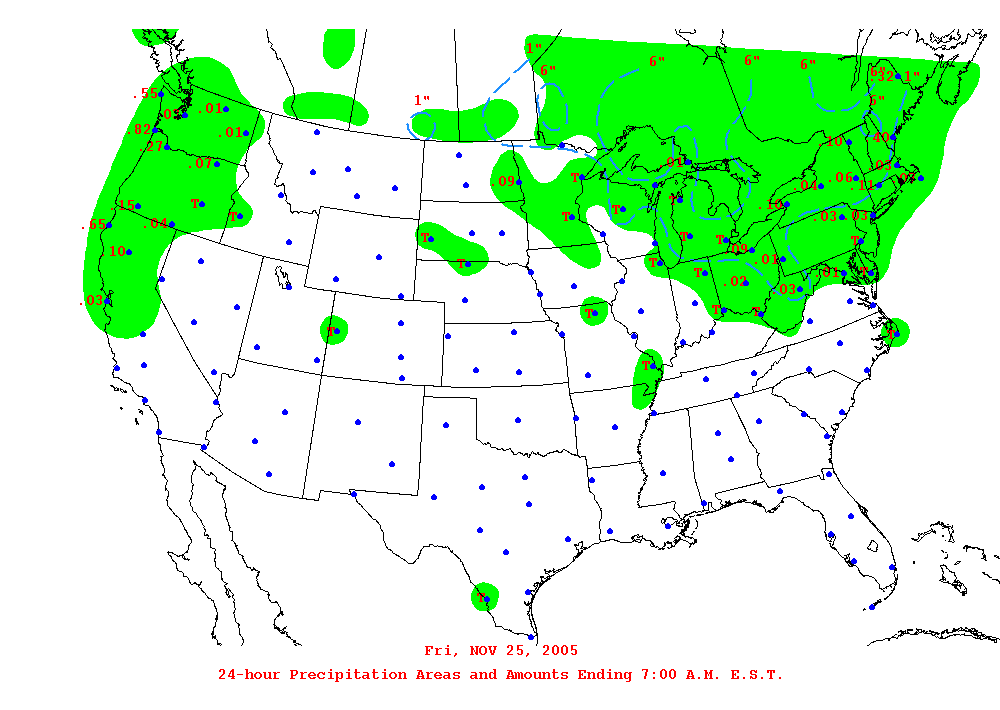 1"
6"
6"
6"
6"
6"
.32
1"
.55
1"
6"
.01
.82
.01
.40
.27
.10
.07
.01
.03
.09
T
.06
.04
.11
.15
T
T
.10
T
T
T
.03
.03
.65
.04
T
T
T
T
.10
.09
T
T
.01
T
T
.01
T
.02
.03
.03
T
T
T
T
T
T
T
Fri, NOV 25, 2005
24-hour Precipitation Areas and Amounts Ending 7:00 A.M. E.S.T.